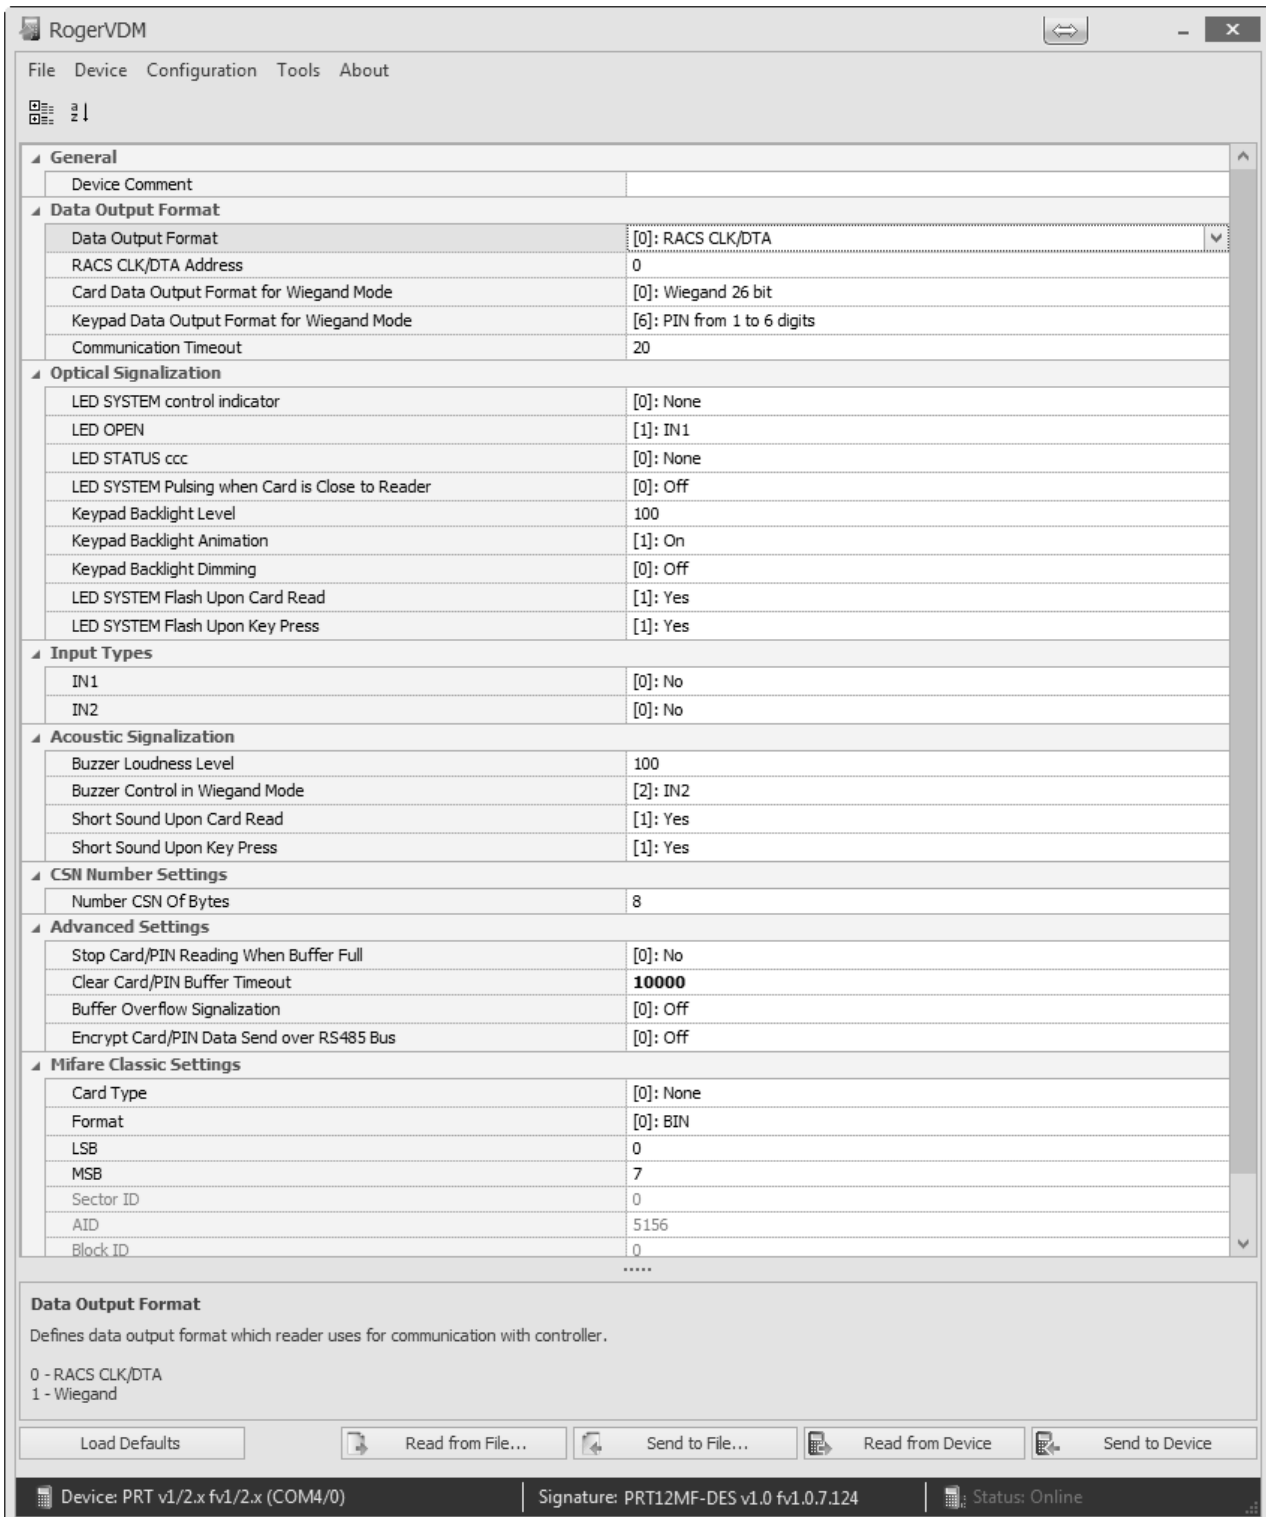 RogerVDM
File Device Configuration Tools About
General
Device Comment
Data Output Format
Data Output Format [0]: RACS CLK/DTA
RACS CLK/DTA Address 0
Card Data Output Format for Wiegand Mode [0]: Wiegand 26 bit
Keypad Data Output Format for Wiegand Mode [6]: PIN from 1 to 6 digits
Communication Timeout 20
Optical Signalization
LED SYSTEM control indicator [0]: None
LED OPEN [1]: IN1
LED STATUS ccc [0]: None
LED SYSTEM Pulsing when Card is Close to Reader [0]: Off
Keypad Backlight Level 100
Keypad Backlight Animation [1]: On
Keypad Backlight Dimming [0]: Off
LED SYSTEM Flash Upon Card Read [1]: Yes
LED SYSTEM Flash Upon Key Press [1]: Yes
Input Types
IN1 [0]: No
IN2 [0]: No
Acoustic Signalization
Buzzer Loudness Level 100
Buzzer Control in Wiegand Mode [2]: IN2
Short Sound Upon Card Read [1]: Yes
Short Sound Upon Key Press [1]: Yes
CSN Number Settings
Number CSN Of Bytes 8
Advanced Settings
Stop Card/PIN Reading When Buffer Full [0]: No
Clear Card/PIN Buffer Timeout 10000
Buffer Overflow Signalization [0]: Off
Encrypt Card/PIN Data Send over RS485 Bus [0]: Off
Mifare Classic Settings
Card Type [0]: None
Format [0]: BIN
LSB 0
MSB 7
Sector ID 0
AID 5156
Block ID 0
Data Output Format
Defines data output format which reader uses for communication with controller.
0 - RACS CLK/DTA
1 - Wiegand
Load Defaults Read from File... Send to File... Read from Device Send to Device
Device: PRT v1/2.x fv1/2.x (COM4/0) Signature: PRT12MF-DES v1.0 fv1.0.7.124 Status: Online